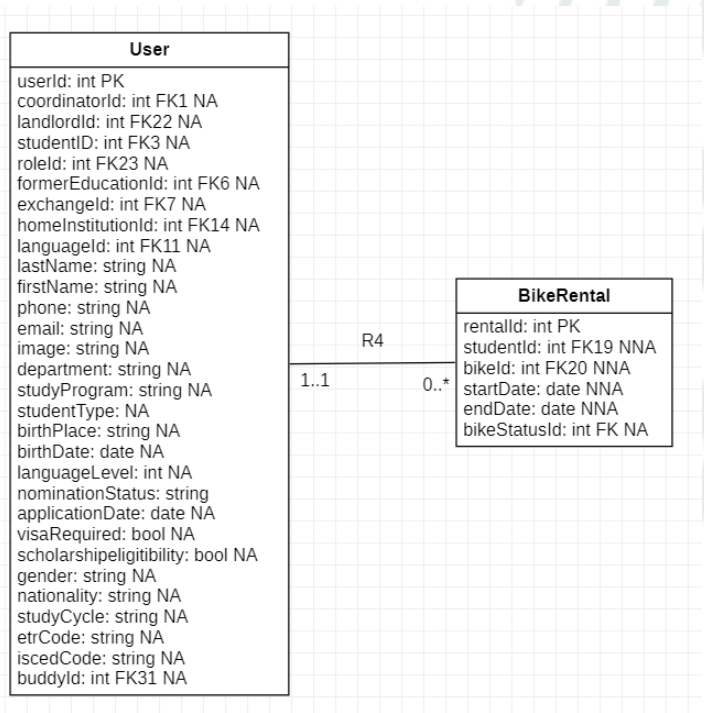 User
userId: int PK
coordinatorId: int FK1 NA
landlordId: int FK22 NA
studentID: int FK3 NA
roleId: int FK23 NA
formerEducationId: int FK6 NA
exchangeId: int FK7 NA
homeInstitutionId: int FK14 NA
languageId: int FK11 NA
lastName: string NA
firstName: string NA
phone: string NA
email: string NA
image: string NA
department: string NA
studyProgram: string NA
studentType: NA
birthPlace: string NA
birthDate: date NA
languageLevel: int NA
nominationStatus: string
applicationDate: date NA
visaRequired: bool NA
scholarshipeligitibility: bool NA
gender: string NA
nationality: string NA
studyCycle: string NA
etrCode: string NA
iscedCode: string NA
buddyId: int FK31 NA
R4
1..1
0..*
BikeRental
rentalId: int PK
studentId: int FK19 NNA
bikeId: int FK20 NNA
startDate: date NNA
endDate: date NNA
bikeStatusId: int FK NA